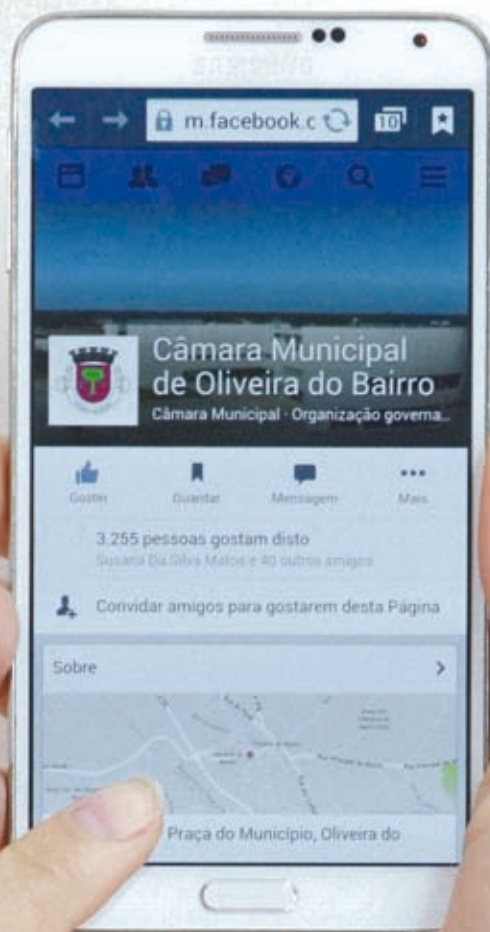 m.facebook.c
10
Câmara Municipal
de Oliveira do Bairro
Câmara Municipal · Organização governa...
Gostar
Guardar
Mensagem
Mais
3.255 pessoas gostam disto
Susana Da Silva Matos e 40 outros amigos
Convidar amigos para gostarem desta Página
Sobre
Praça do Município, Oliveira do